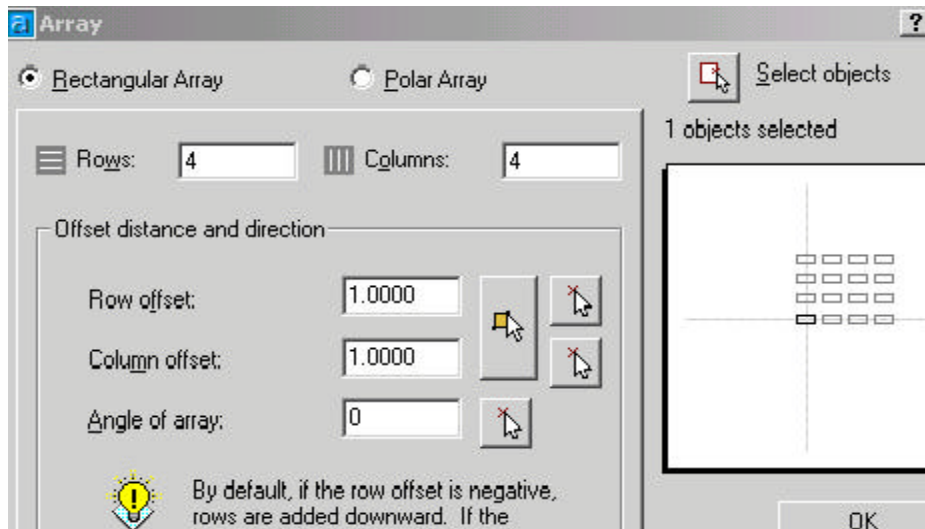 Array ?
Rectangular Array Polar Array Select objects
1 objects selected
Rows: 4 Columns: 4
Offset distance and direction
Row offset: 1.0000
Column offset: 1.0000
Angle of array: 0
By default, if the row offset is negative,
rows are added downward. If the
OK